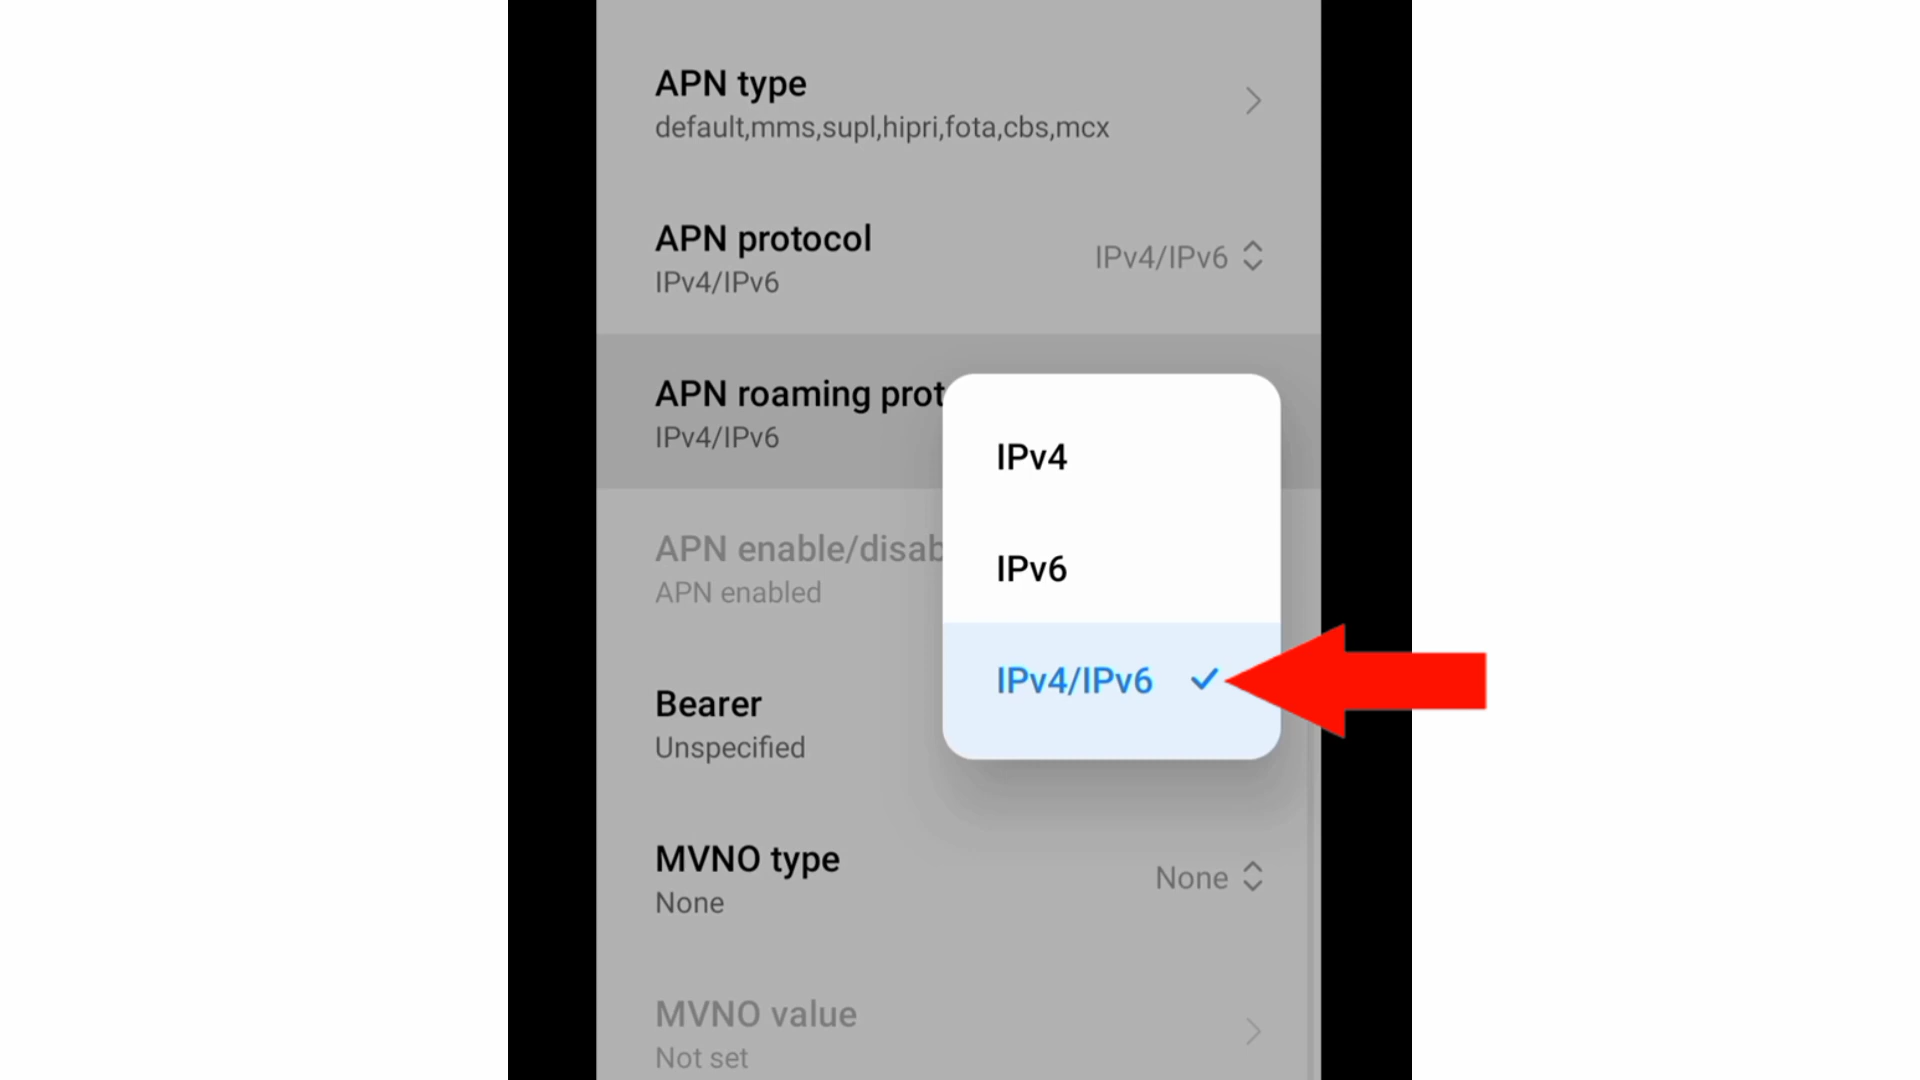 APN type
default,mms,supl,hipri,fota,cbs,mcx
APN protocol
IPv4/IPv6
IPv4/IPv6
APN roaming prot
IPv4/IPv6
IPv4
IPv6
IPv4/IPv6
APN enable/disab
APN enabled
Bearer
Unspecified
MVNO type
None
None
MVNO value
Not set